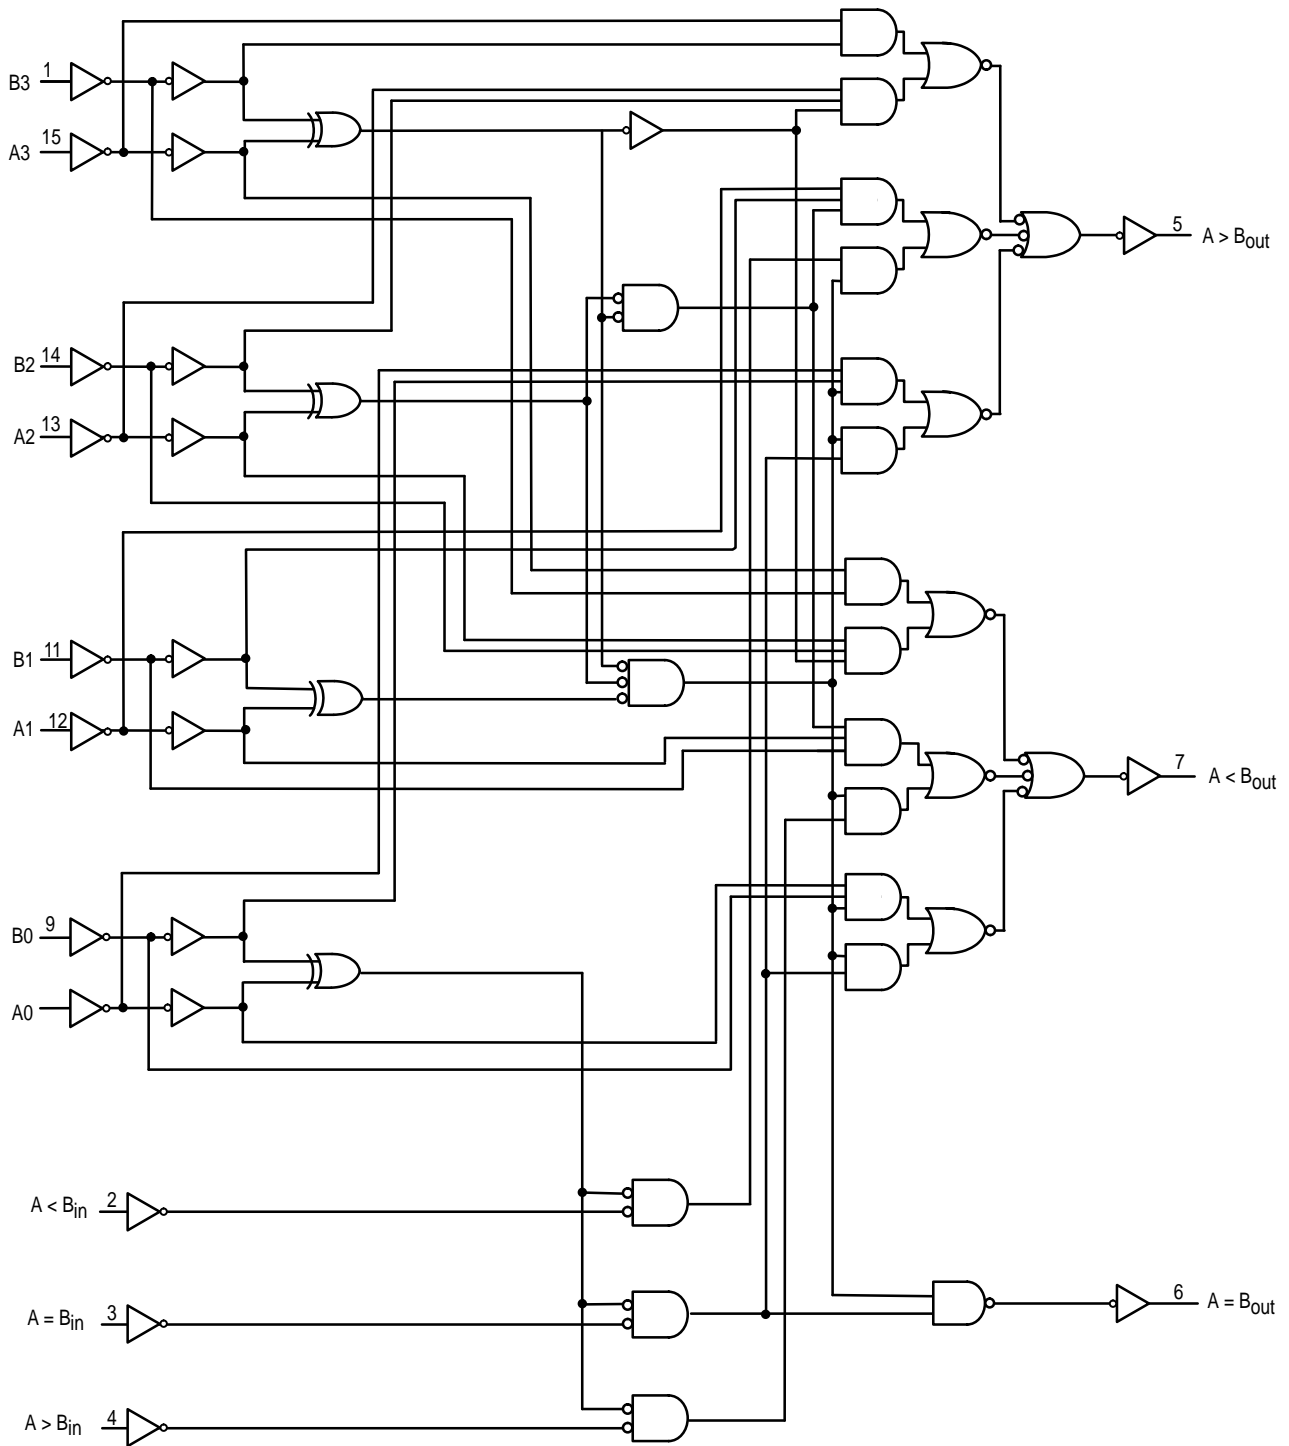 B3 1
A3 15
5 A > Bout
B2 14
A2 13
B1 11
A1 12
7 A < Bout
B0 9
A0
A < Bin 2
A = Bin 3
6 A = Bout
A > Bin 4